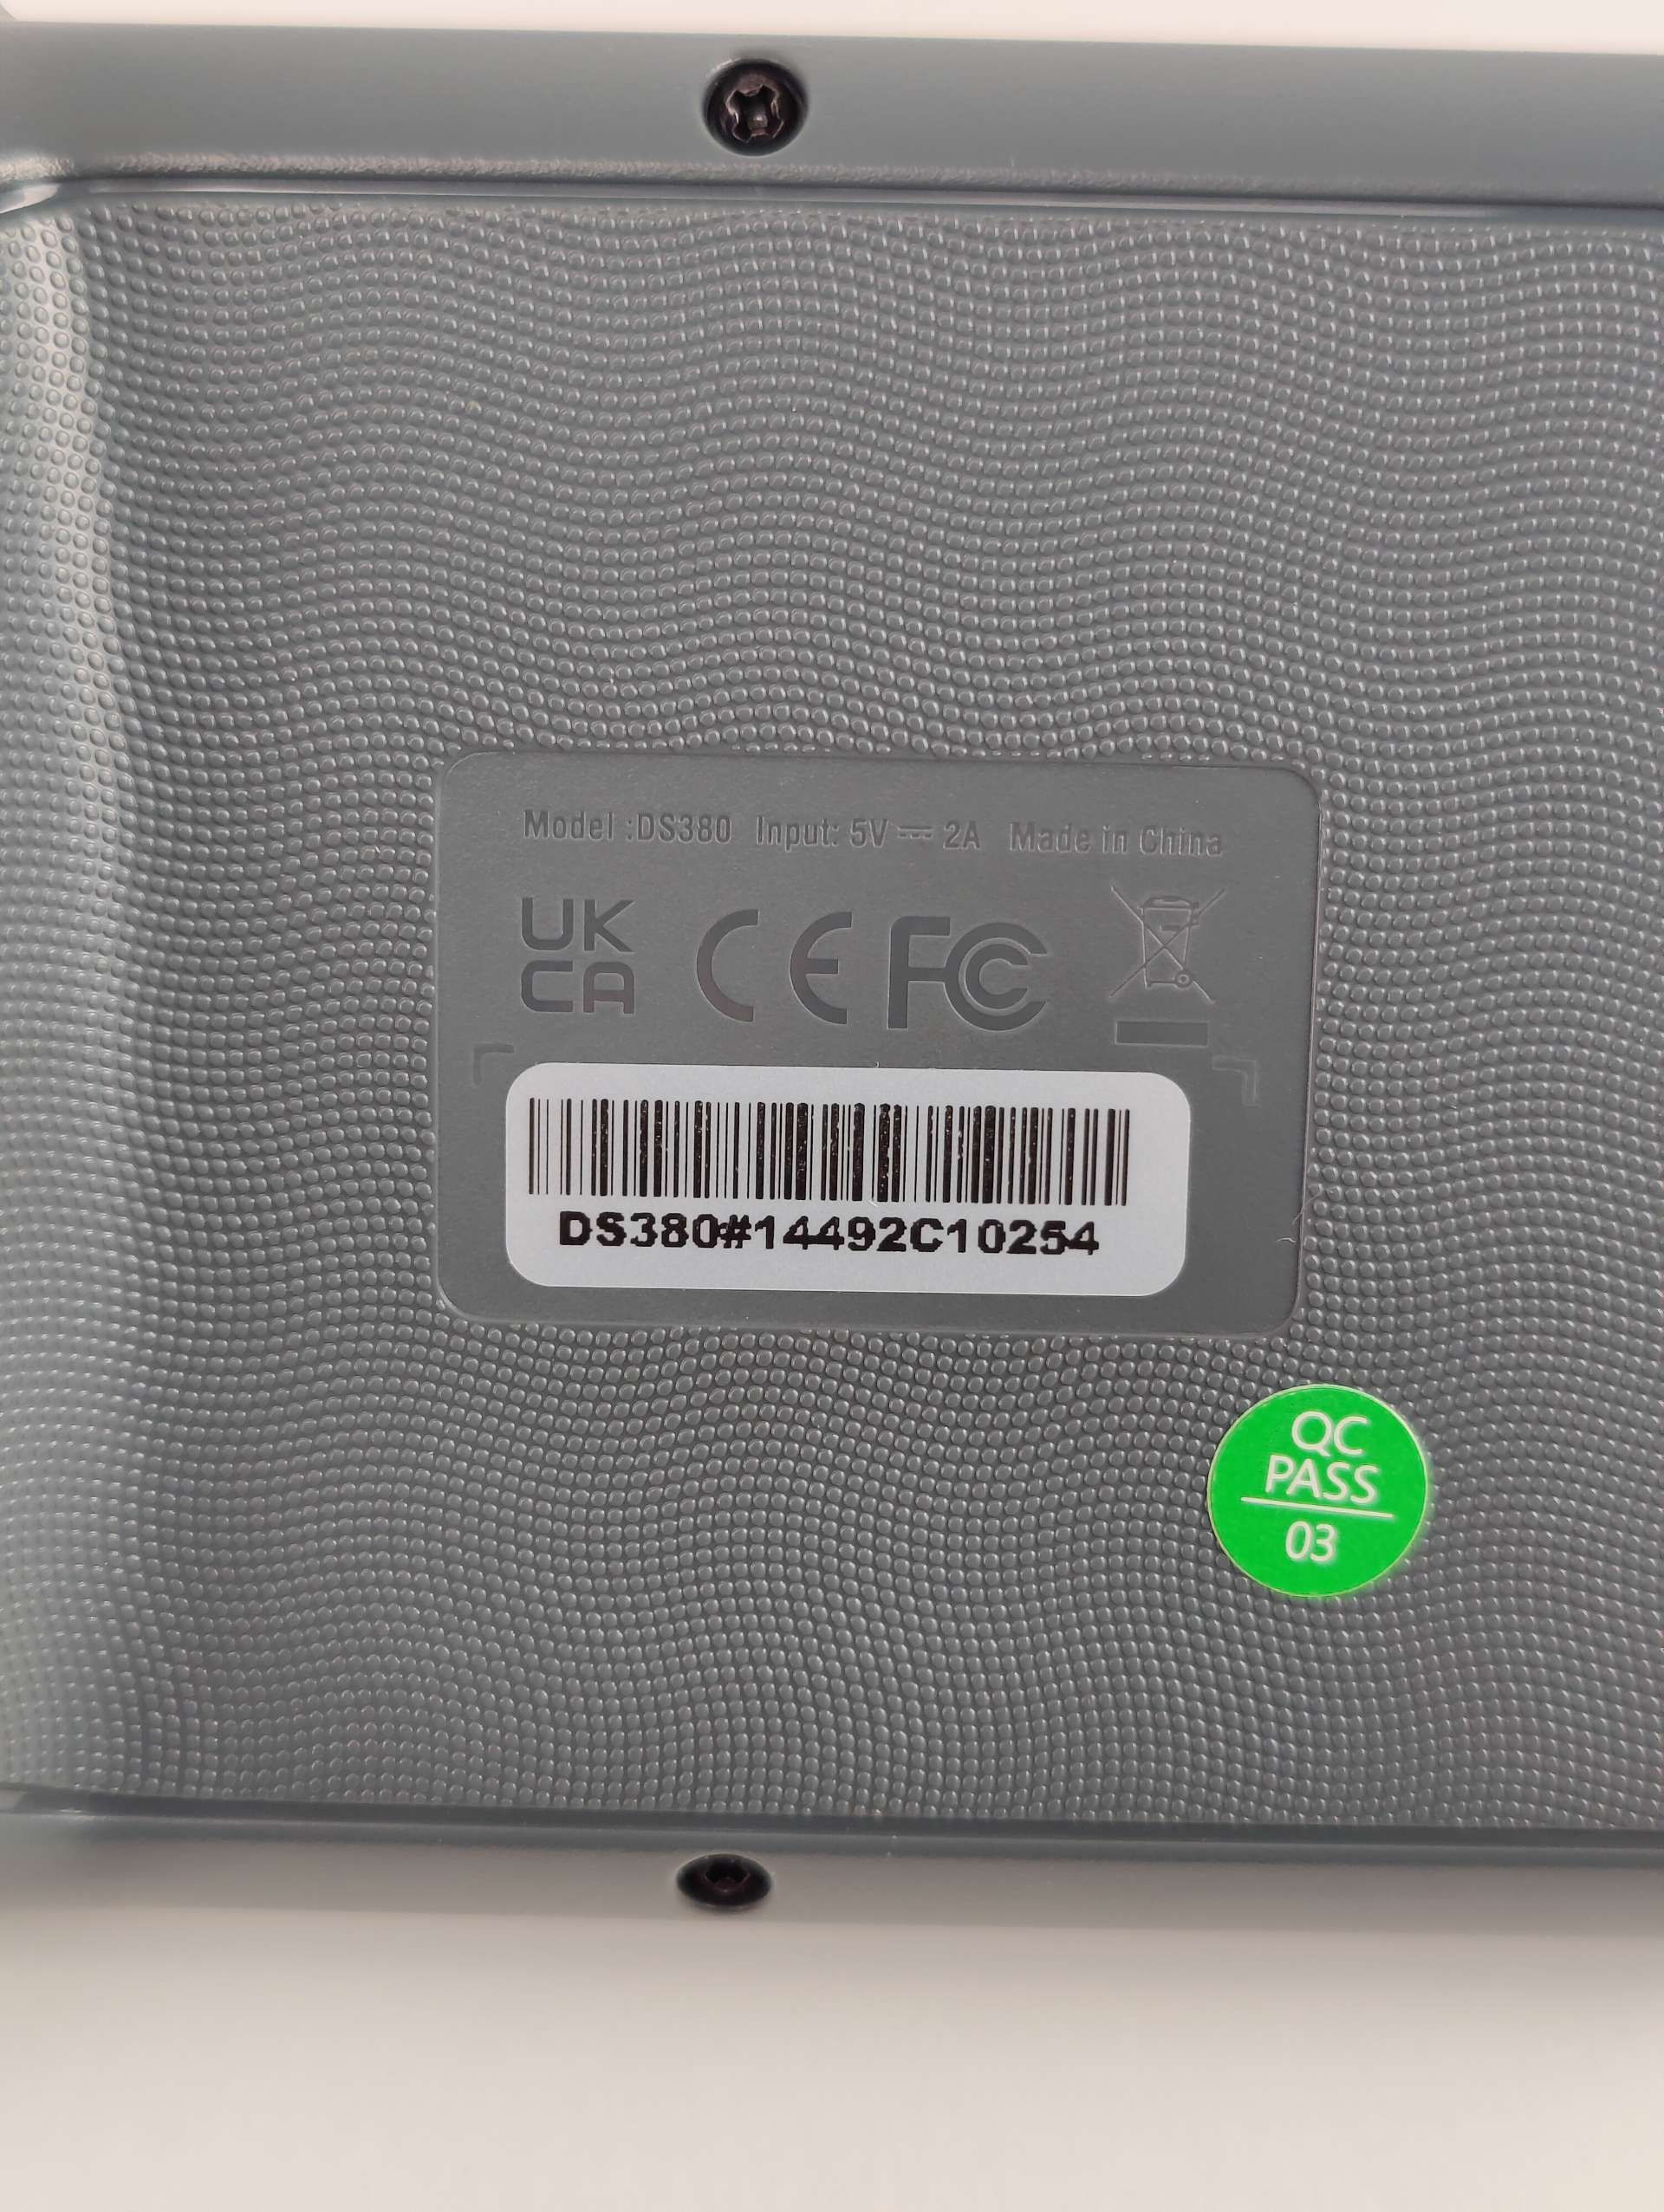 Model :DS380 Input: 5V ⎓ 2A Made in China
UK
CA CE FC
DS380#14492C10254
QC
PASS
03